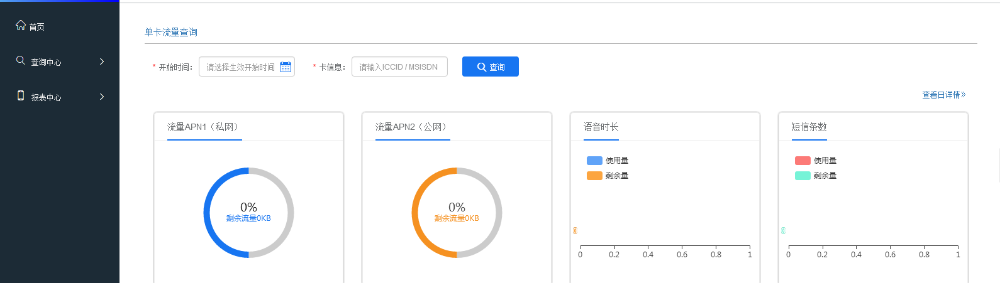 首页
查询中心
报表中心
单卡流量查询
* 开始时间： 请选择生效开始时间 * 卡信息： 请输入ICCID / MSISDN 查询
查看日详情》
流量APN1（私网）
0%
剩余流量0KB
流量APN2（公网）
0%
剩余流量0KB
语音时长
使用量
剩余量
0
0 0.2 0.4 0.6 0.8 1
短信条数
使用量
剩余量
0
0 0.2 0.4 0.6 0.8 1